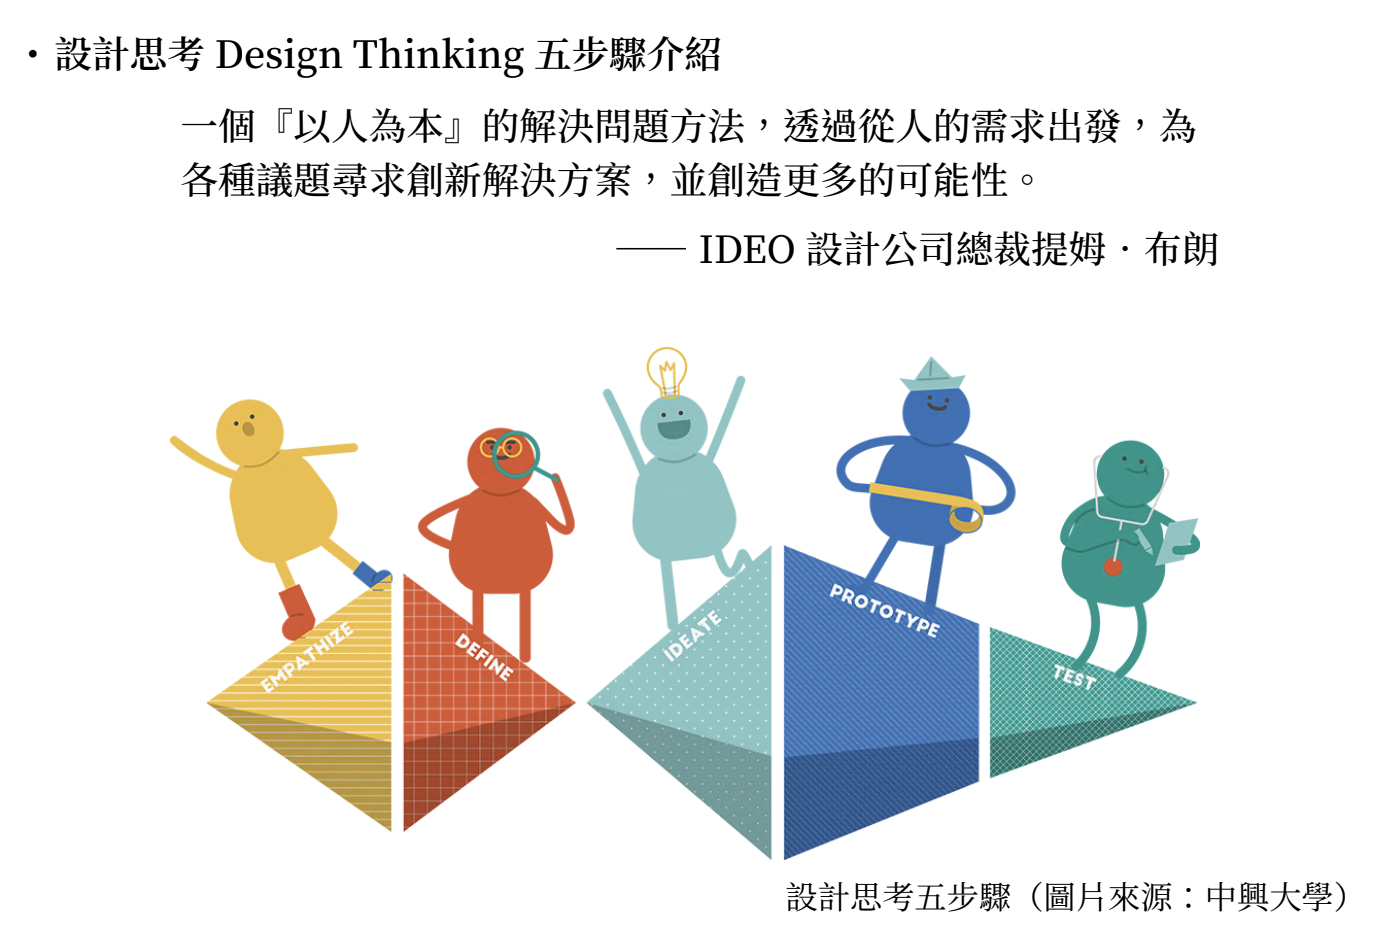 ・設計思考 Design Thinking 五步驟介紹
一個『以人為本』的解決問題方法，透過從人的需求出發，為
各種議題尋求創新解決方案，並創造更多的可能性。
—— IDEO 設計公司總裁提姆．布朗
EMPATHIZE
DEFINE
IDEATE
PROTOTYPE
TEST
設計思考五步驟（圖片來源：中興大學）